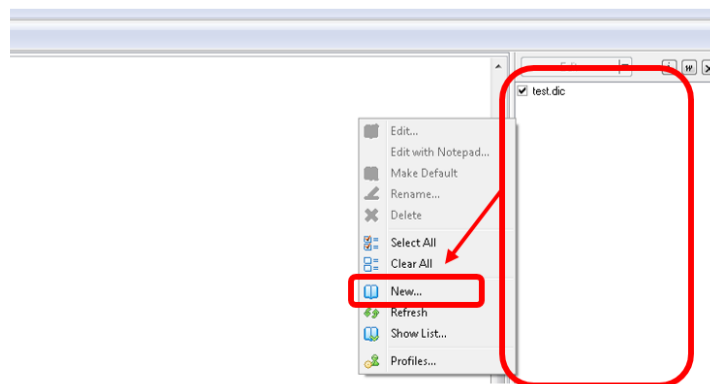 test.dic
Edit...
Edit with Notepad...
Make Default
Rename...
Delete
Select All
Clear All
New...
Refresh
Show List...
Profiles...